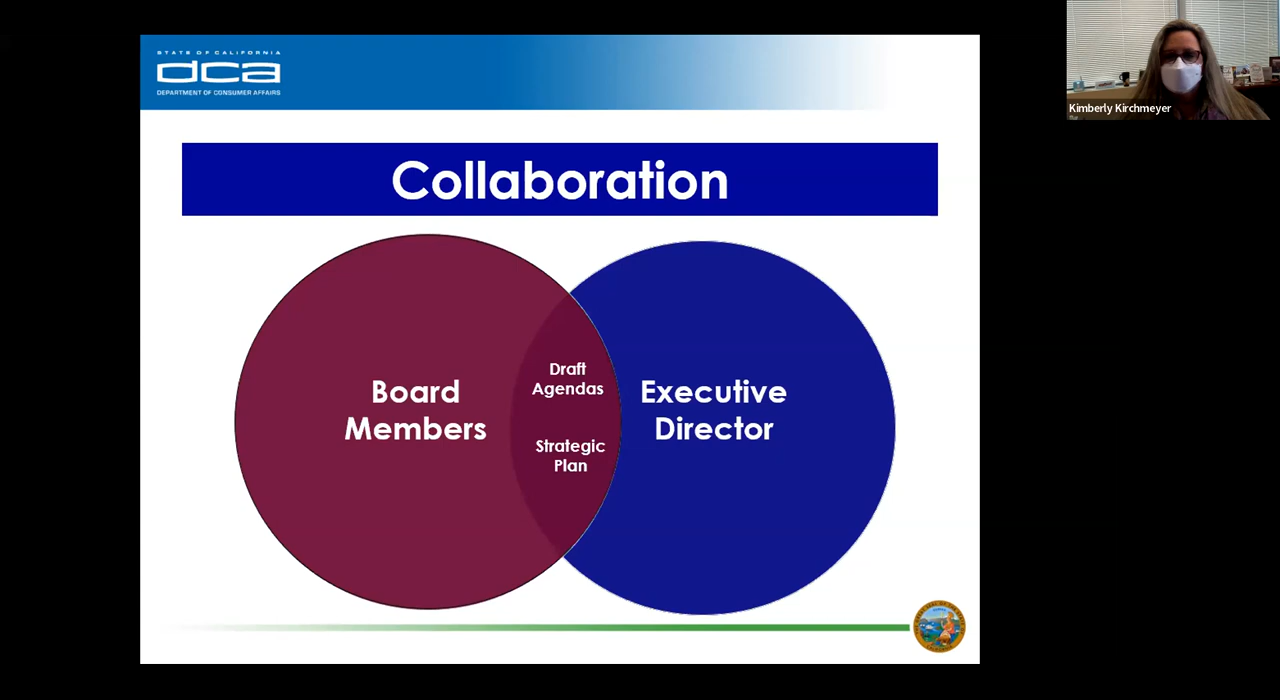 STATE OF CALIFORNIA
dca
DEPARTMENT OF CONSUMER AFFAIRS
Kimberly Kirchmeyer
Collaboration
Board
Members
Draft
Agendas
Strategic
Plan
Executive
Director